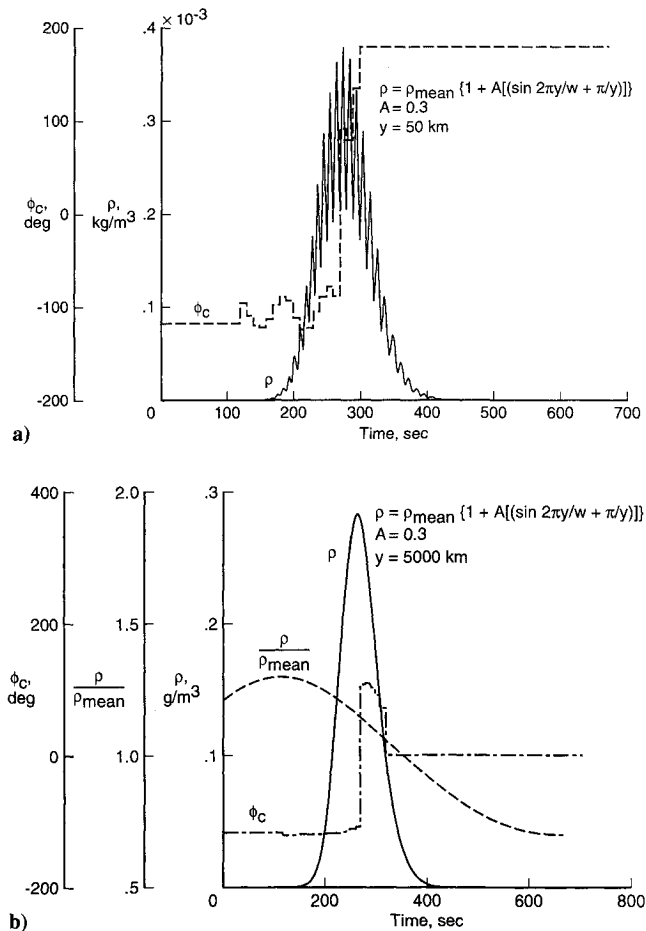 200
100
0
-100
-200
φc,
deg
.4 × 10-3
.3
.2
.1
ρ,
kg/m3
ρ = ρmean {1 + A[(sin 2πy/w + π/y)]}
A = 0.3
y = 50 km
φc
ρ
0 100 200 300 400 500 600 700
Time, sec
a)
400
200
0
-200
φc,
deg
2.0
1.5
1.0
.5
ρ
ρmean
.3
.2
.1
ρ,
g/m3
ρ = ρmean {1 + A[(sin 2πy/w + π/y)]}
A = 0.3
y = 5000 km
ρ
ρ
ρmean
φc
0 200 400 600 800
Time, sec
b)